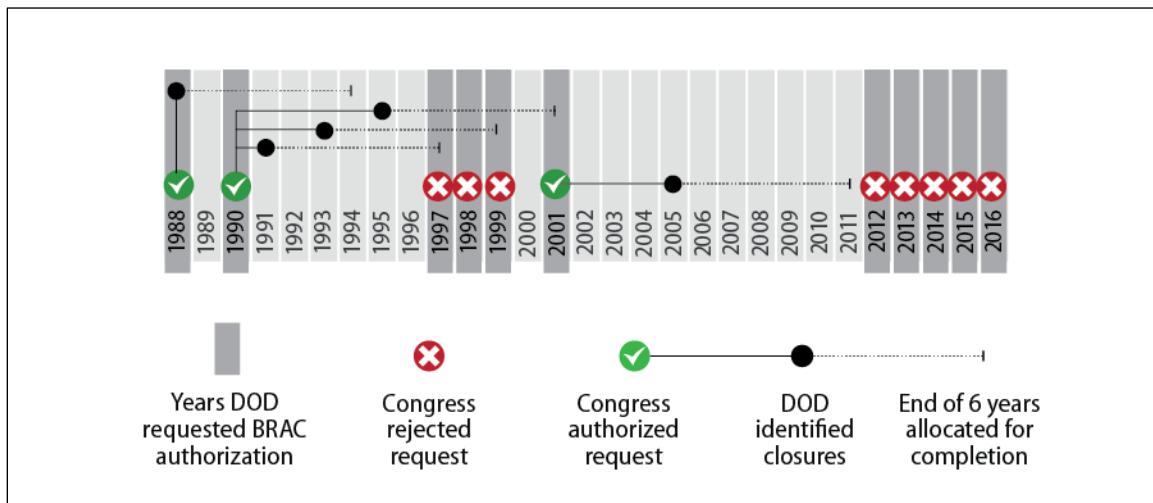 1988
1989
1990
1991
1992
1993
1994
1995
1996
1997
1998
1999
2000
2001
2002
2003
2004
2005
2006
2007
2008
2009
2010
2011
2012
2013
2014
2015
2016
Years DOD
requested BRAC
authorization
Congress
rejected
request
Congress
authorized
request
DOD
identified
closures
End of 6 years
allocated for
completion